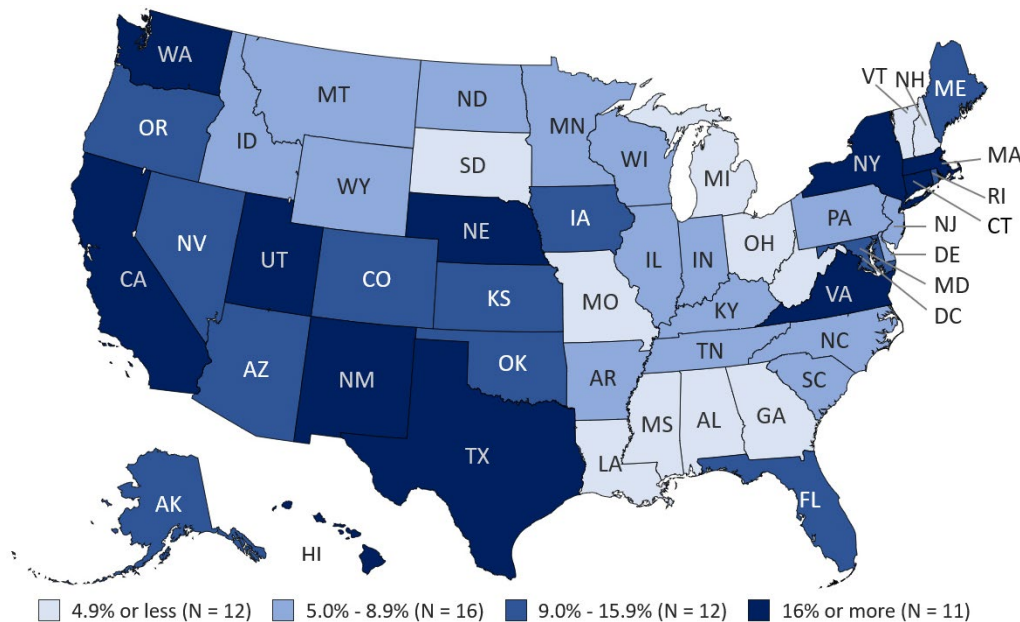 WA
MT
ND
MN
VT
NH
ME
OR
ID
SD
WI
MI
NY
MA
WY
RI
CT
NV
NE
IA
PA
NJ
UT
CO
IL
IN
OH
DE
CA
KS
MO
KY
VA
MD
DC
AZ
NM
OK
AR
TN
NC
SC
TX
MS
AL
GA
LA
AK
HI
FL
4.9% or less (N = 12)
5.0% - 8.9% (N = 16)
9.0% - 15.9% (N = 12)
16% or more (N = 11)